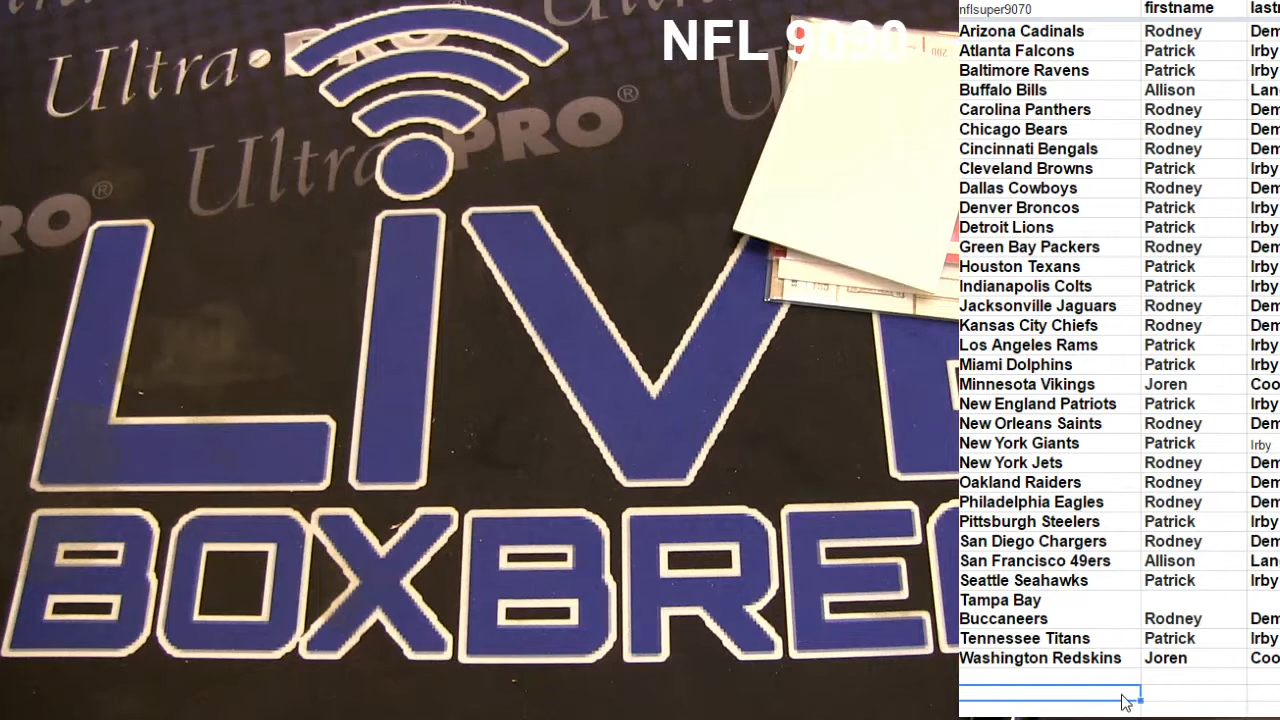 NFL 9030
Ultra PRO
Ultra PRO®
PRO®
LIVE
BOXBRE
nflsuper9070 firstname
Arizona Cadinals Rodney
Atlanta Falcons Patrick Irby
Baltimore Ravens Patrick Irby
Buffalo Bills Allison
Carolina Panthers Rodney
Chicago Bears Rodney
Cincinnati Bengals Rodney
Cleveland Browns Patrick Irby
Dallas Cowboys Rodney
Denver Broncos Patrick Irby
Detroit Lions Patrick Irby
Green Bay Packers Rodney
Houston Texans Patrick Irby
Indianapolis Colts Patrick Irby
Jacksonville Jaguars Rodney
Kansas City Chiefs Rodney
Los Angeles Rams Patrick Irby
Miami Dolphins Patrick Irby
Minnesota Vikings Joren
New England Patriots Patrick Irby
New Orleans Saints Rodney
New York Giants Patrick Irby
New York Jets Rodney
Oakland Raiders Rodney
Philadelphia Eagles Rodney
Pittsburgh Steelers Patrick Irby
San Diego Chargers Rodney
San Francisco 49ers Allison
Seattle Seahawks Patrick Irby
Tampa Bay
Buccaneers Rodney
Tennessee Titans Patrick Irby
Washington Redskins Joren